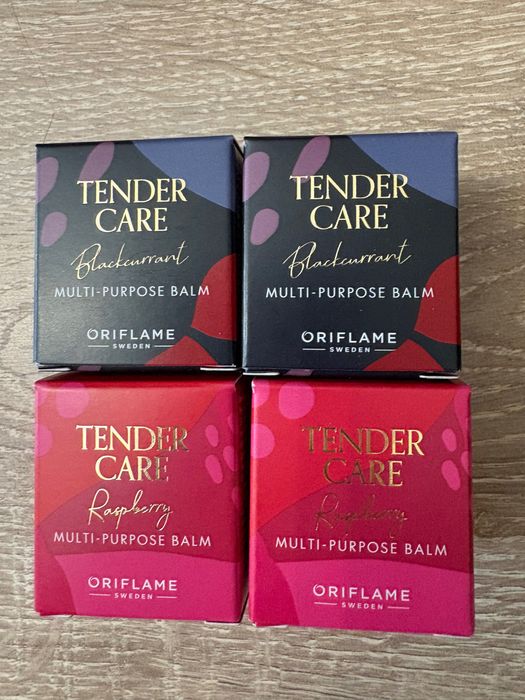 TENDER
CARE
Blackcurrant
MULTI-PURPOSE BALM
ORIFLAME
SWEDEN
TENDER
CARE
Blackcurrant
MULTI-PURPOSE BALM
ORIFLAME
SWEDEN
TENDER
CARE
Raspberry
MULTI-PURPOSE BALM
ORIFLAME
SWEDEN
TENDER
CARE
Raspberry
MULTI-PURPOSE BALM
ORIFLAME
SWEDEN